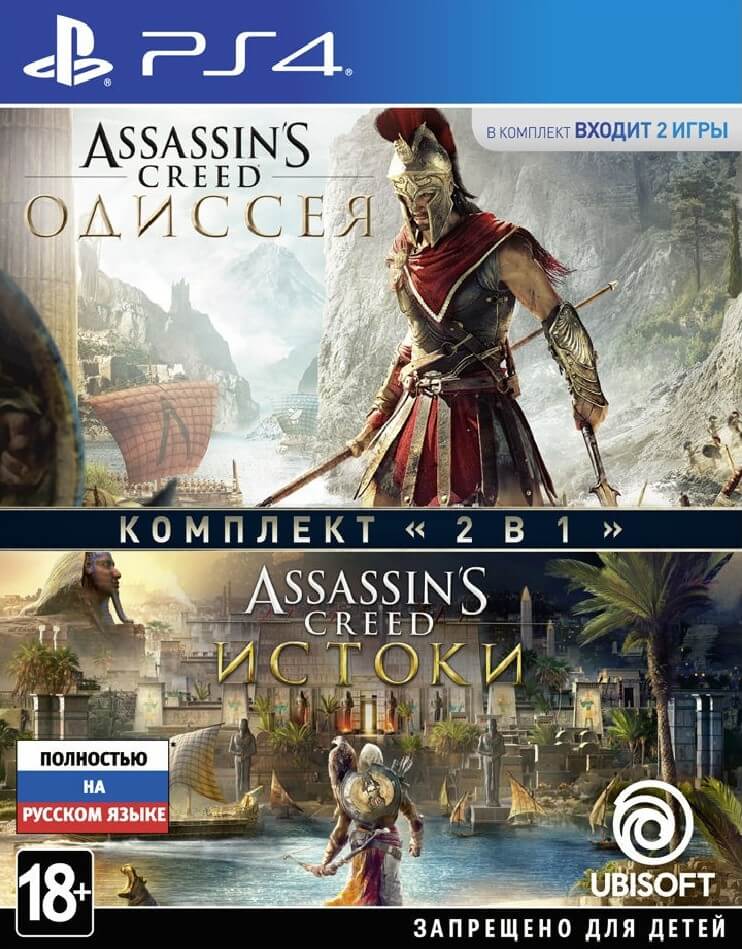 PS4
В КОМПЛЕКТ ВХОДИТ 2 ИГРЫ
ASSASSIN'S
CREED
ОДИССЕЯ
КОМПЛЕКТ «2 В 1»
ASSASSIN'S
CREED
ИСТОКИ
ПОЛНОСТЬЮ
НА
РУССКОМ ЯЗЫКЕ
18+
UBISOFT
ЗАПРЕЩЕНО ДЛЯ ДЕТЕЙ